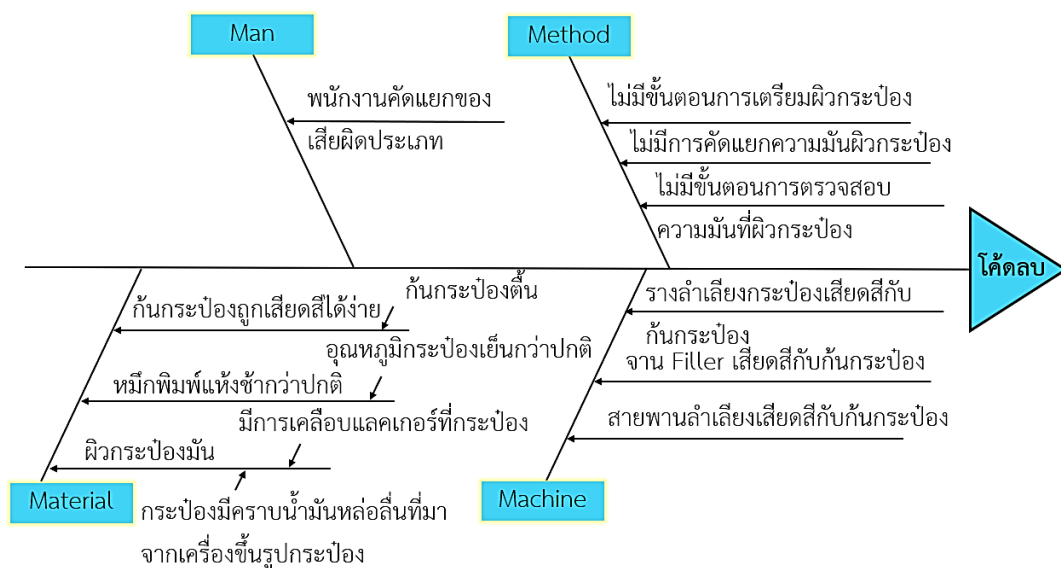 Man
Method
พนักงานคัดแยกของ
เสียผิดประเภท
ไม่มีขั้นตอนการเตรียมผิวกระป๋อง
ไม่มีการคัดแยกความมันผิวกระป๋อง
ไม่มีขั้นตอนการตรวจสอบ
ความมันที่ผิวกระป๋อง
โค้ดลบ
ก้นกระป๋องตื้น
ก้นกระป๋องถูกเสียดสีได้ง่าย
อุณหภูมิกระป๋องเย็นกว่าปกติ
หมึกพิมพ์แห้งช้ากว่าปกติ
มีการเคลือบแลคเกอร์ที่กระป๋อง
ผิวกระป๋องมัน
กระป๋องมีคราบน้ำมันหล่อลื่นที่มา
จากเครื่องขึ้นรูปกระป๋อง
Material
รางลำเลียงกระป๋องเสียดสีกับ
ก้นกระป๋อง
จาน Filler เสียดสีกับก้นกระป๋อง
สายพานลำเลียงเสียดสีกับก้นกระป๋อง
Machine